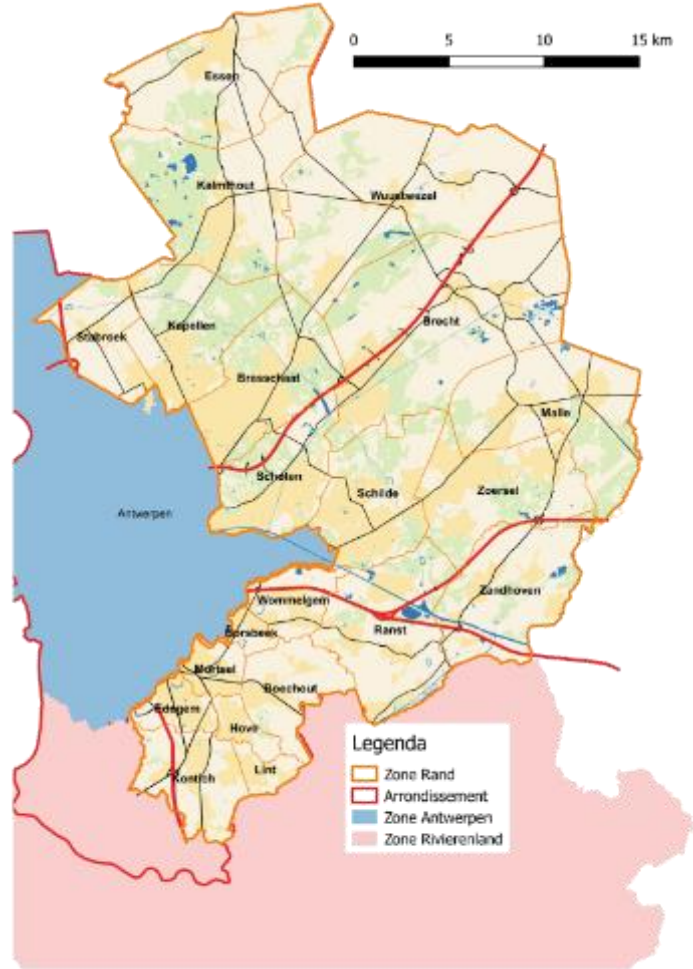 0 5 10 15 km
Essen
Kalmthout
Wuustwezel
Stabroek
Kapellen
Brecht
Brasschaat
Malle
Schoten
Schilde
Zoersel
Antwerpen
Zandhoven
Wommelgem
Ranst
Borsbeek
Mortsel
Boechout
Edegem
Hove
Lint
Kontich
Legenda
Zone Rand
Arrondissement
Zone Antwerpen
Zone Rivierenland